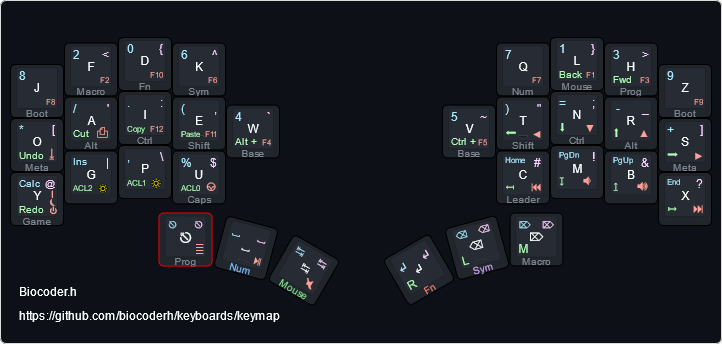 0 {
D
Fn F10
2 <
F
Macro F2
6 ^
K
Sym F6
8
J
Boot F8
/ '
A
Cut
Alt
. :
I
Copy F12
Ctrl
( ,
E
Paste F11
Shift
4 `
W
Alt + F4
Base
*
O
Undo
Meta
Ins |
G
ACL2
, \
P
ACL1
% $
U
ACL0
Caps
Calc @
Y !
Redo
Game
1 }
L
Back F1
Mouse
7
Q
Num F7
3 >
H
Fwd F3
Prog
9
Z
Boot F9
5 ~
V
Ctrl + F5
Base
) "
T
Shift
= ;
N
Ctrl
- _
R
Alt
+ ]
S
Meta
Home #
C
Leader
PgDn !
M
PgUp &
B
End ?
X
Prog
Num
Mouse
R Fn
L Sym
M
Macro
Biocoder.h
https://github.com/biocoderh/keyboards/keymap